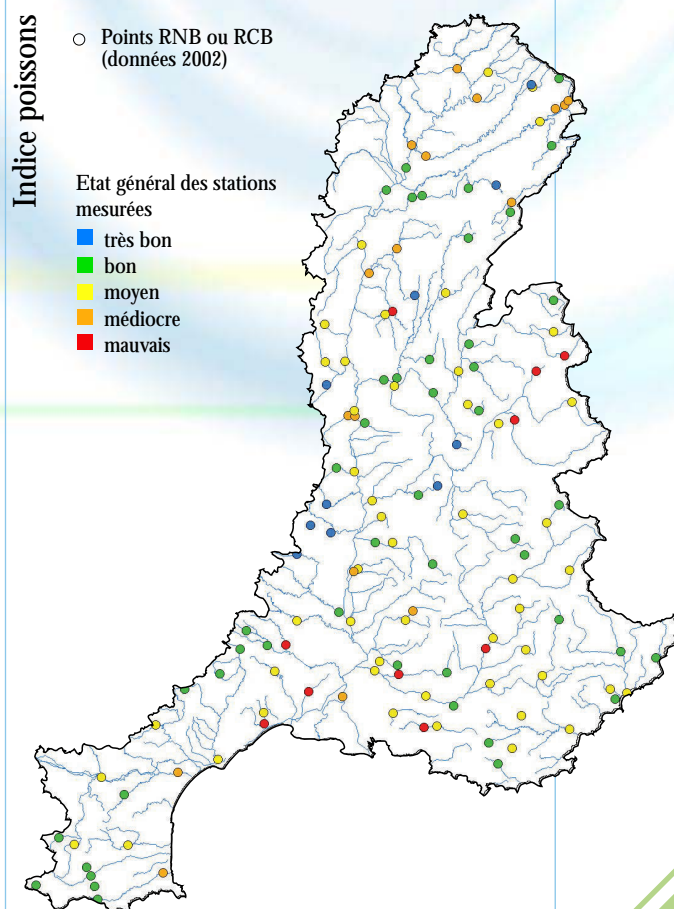 Indice poissons
Points RNB ou RCB
(données 2002)
Etat général des stations
mesurées
très bon
bon
moyen
médiocre
mauvais